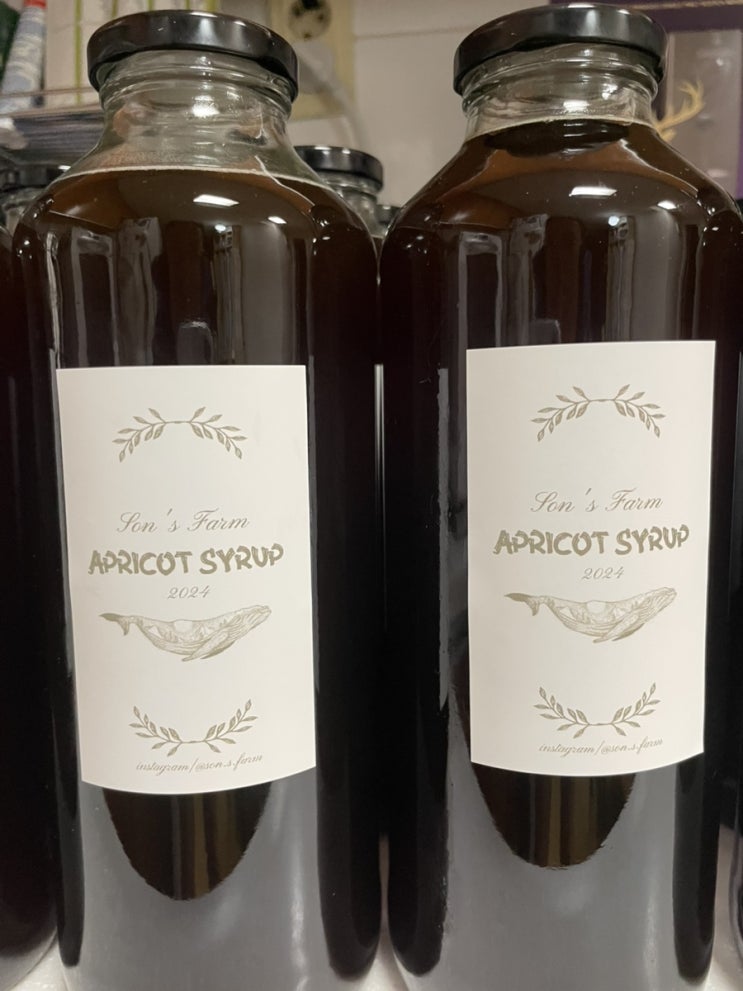 Son's Farm
APRICOT SYRUP
2024
instagram/@son.s.farm
Son's Farm
APRICOT SYRUP
2024
instagram/@son.s.farm